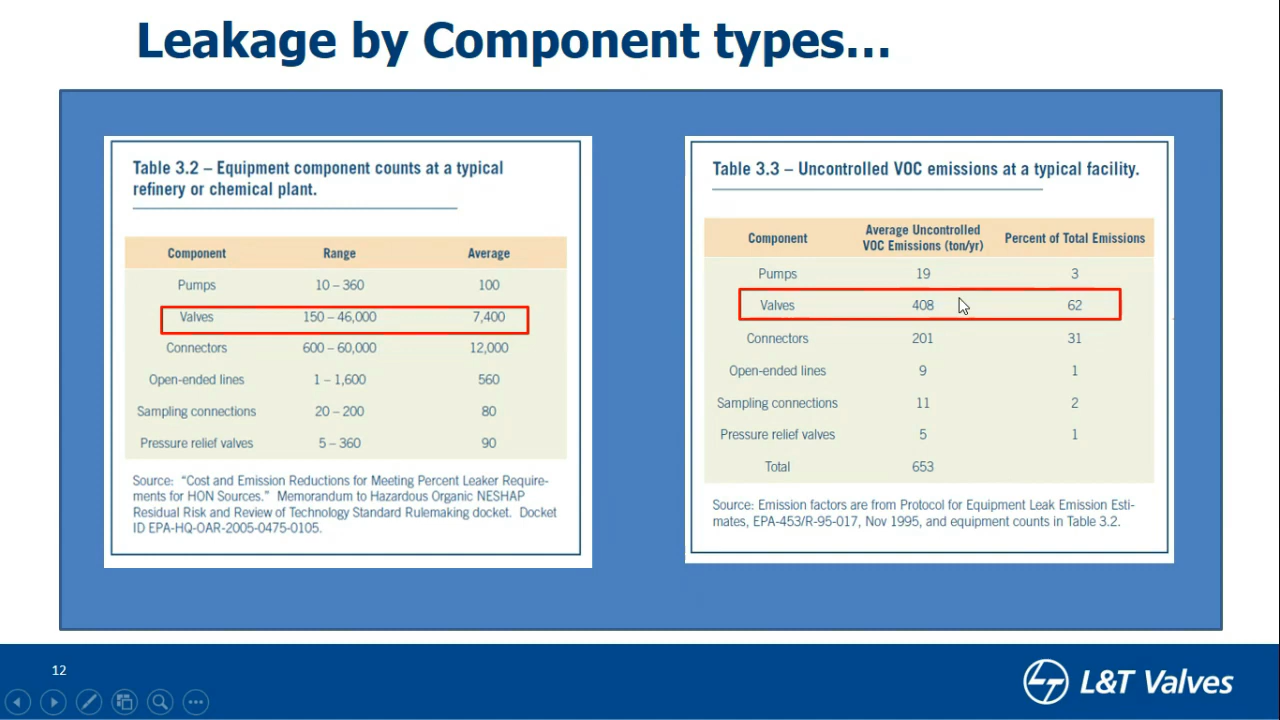 Leakage by Component types...
Table 3.2 – Equipment component counts at a typical
refinery or chemical plant.
Component Range Average
Pumps 10 – 360 100
Valves 150 – 46,000 7,400
Connectors 600 – 60,000 12,000
Open-ended lines 1 – 1,600 560
Sampling connections 20 – 200 80
Pressure relief valves 5 – 360 90
Source: “Cost and Emission Reductions for Meeting Percent Leaker Require-
ments for HON Sources.” Memorandum to Hazardous Organic NESHAP
Residual Risk and Review of Technology Standard Rulemaking docket. Docket
ID EPA-HQ-OAR-2005-0475-0105.
Table 3.3 – Uncontrolled VOC emissions at a typical facility.
Component Average Uncontrolled VOC Emissions (ton/yr) Percent of Total Emissions
Pumps 19 3
Valves 408 62
Connectors 201 31
Open-ended lines 9 1
Sampling connections 11 2
Pressure relief valves 5 1
Total 653
Source: Emission factors are from Protocol for Equipment Leak Emission Esti-
mates, EPA-453/R-95-017, Nov 1995, and equipment counts in Table 3.2.
12
L&T Valves